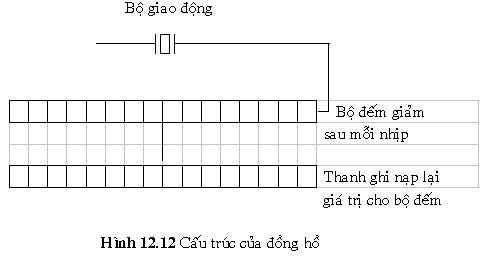 Bộ giao động
Bộ đếm giảm
sau mỗi nhịp
Thanh ghi nạp lại
giá trị cho bộ đếm
Hình 12.12 Cấu trúc của đồng hồ